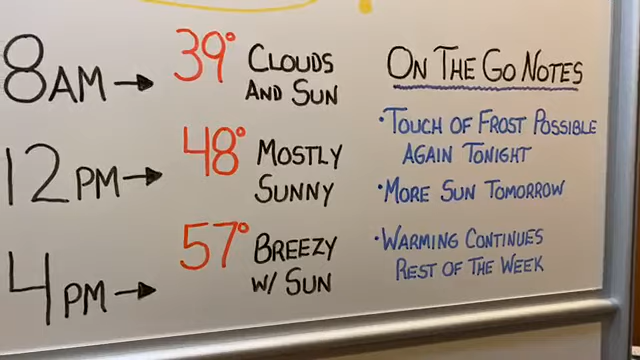 8AM → 39° CLOUDS
AND SUN
12 PM → 48° MOSTLY
SUNNY
4 PM → 57° BREEZY
W/ SUN
ON THE GO NOTES
• TOUCH OF FROST POSSIBLE
AGAIN TONIGHT
• MORE SUN TOMORROW
• WARMING CONTINUES
REST OF THE WEEK